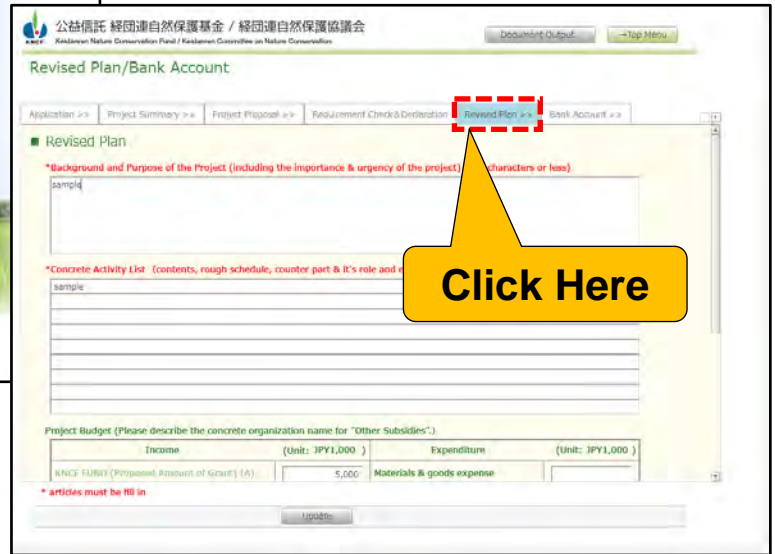 公益信託 経団連自然保護基金 / 経団連自然保護協議会
KNCF Keidanren Nature Conservation Fund / Keidanren Committee on Nature Conservation
Document Output
→Top Menu
Revised Plan/Bank Account
Application >> Project Summary >> Project Proposal >> Requirement Check&Declaration Revised Plan >> Bank Account >>
■ Revised Plan
*Background and Purpose of the Project (including the importance & urgency of the project) characters or less)
sample
*Concrete Activity List (contents, rough schedule, counter part & it's role and
sample
Click Here
Project Budget (Please describe the concrete organization name for "Other Subsidies".)
Income (Unit: JPY1,000 ) Expenditure (Unit: JPY1,000 )
KNCF FUND (Proposed Amount of Grant) (A) 5,000 Materials & goods expense
* articles must be fill in
Update